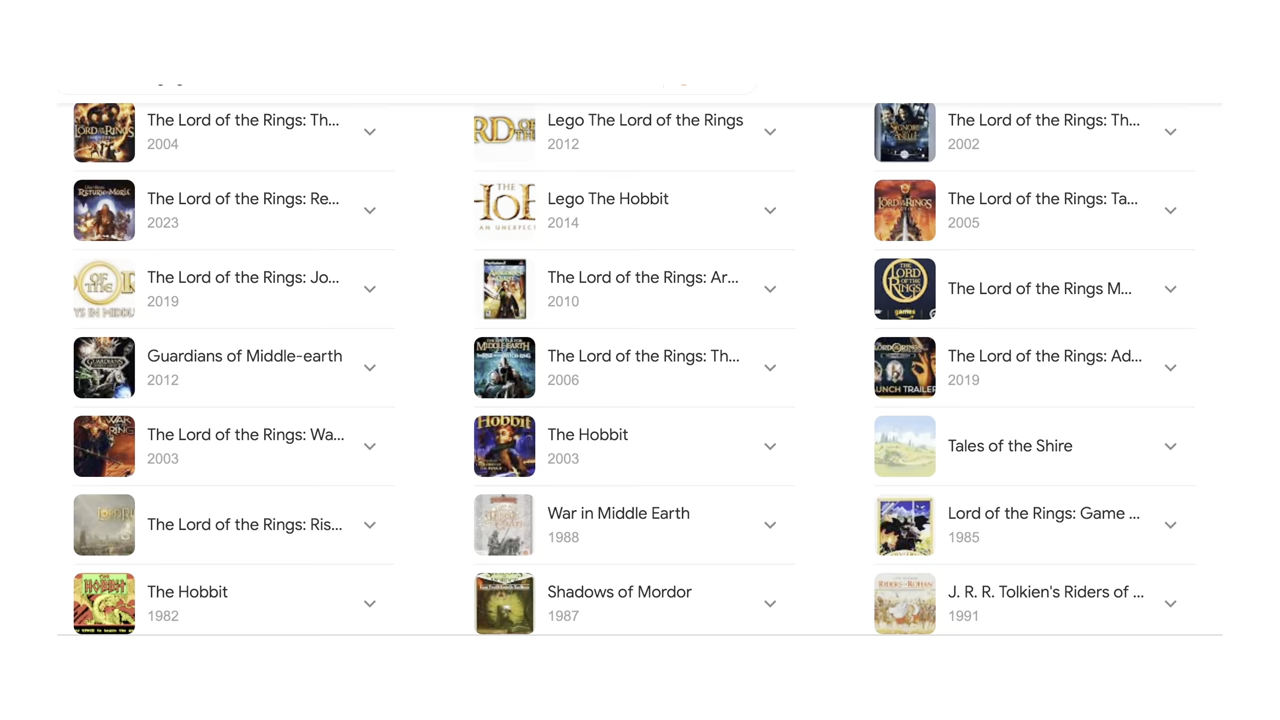 The Lord of the Rings: Th...
2004
Lego The Lord of the Rings
2012
The Lord of the Rings: Th...
2002
The Lord of the Rings: Re...
2023
Lego The Hobbit
2014
The Lord of the Rings: Ta...
2005
The Lord of the Rings: Jo...
2019
The Lord of the Rings: Ar...
2010
The Lord of the Rings M...
Guardians of Middle-earth
2012
The Lord of the Rings: Th...
2006
The Lord of the Rings: Ad...
2019
The Lord of the Rings: Wa...
2003
The Hobbit
2003
Tales of the Shire
The Lord of the Rings: Ris...
War in Middle Earth
1988
Lord of the Rings: Game ...
1985
The Hobbit
1982
Shadows of Mordor
1987
J. R. R. Tolkien's Riders of ...
1991